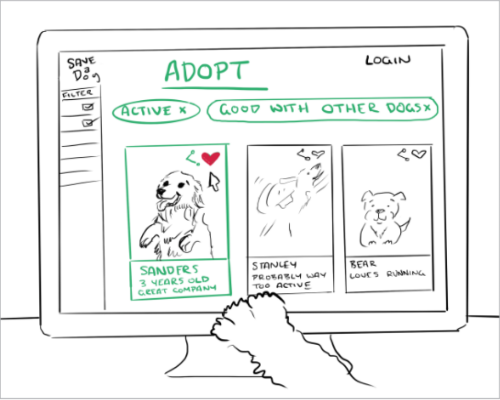 SAVE
Da
Dog
ADOPT
LOGIN
FILTER
ACTIVE x
GOOD WITH OTHER DOGS x
SANDERS
3 YEARS OLD
GREAT COMPANY
STANLEY
PROBABLY WAY
TOO ACTIVE
BEAR
LOVES RUNNING